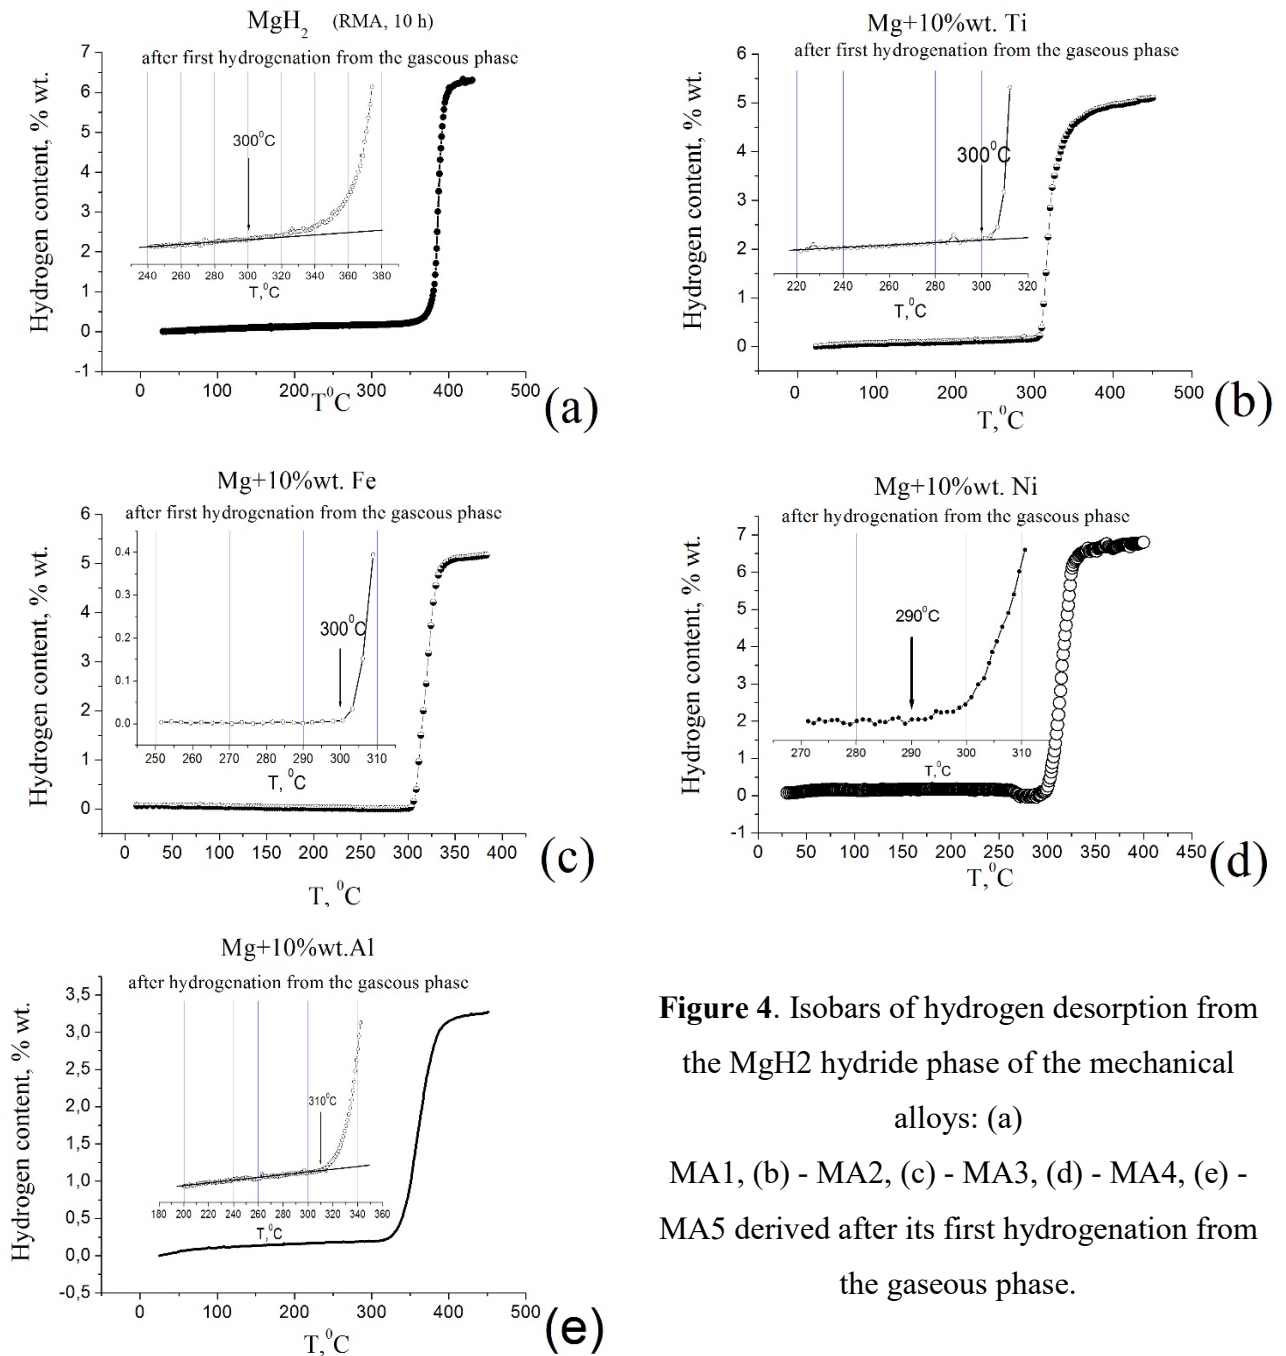 MgH2 (RMA, 10 h)
after first hydrogenation from the gaseous phase
Hydrogen content, % wt.
7
6
5
4
3
2
1
0
-1
300⁰C
240 260 280 300 320 340 360 380
T,⁰C
0 100 200 300 400 500
T⁰C
(a)
Mg+10%wt. Ti
after first hydrogenation from the gaseous phase
Hydrogen content, % wt.
6
5
4
3
2
1
0
300⁰C
220 240 260 280 300 320
T,⁰C
0 100 200 300 400 500
T,⁰C
(b)
Mg+10%wt. Fe
after first hydrogenation from the gaseous phase
Hydrogen content, % wt.
6
5
4
3
2
1
0
0.4
0.3
0.2
0.1
0.0
300⁰C
250 260 270 280 290 300 310
T, ⁰C
0 50 100 150 200 250 300 350 400
T, ⁰C
(c)
Mg+10%wt. Ni
after hydrogenation from the gaseous phase
Hydrogen content, % wt.
7
6
5
4
3
2
1
0
-1
290⁰C
270 280 290 300 310
T,⁰C
0 50 100 150 200 250 300 350 400 450
T,⁰C
(d)
Mg+10%wt.Al
after hydrogenation from the gaseous phase
Hydrogen content, % wt.
3,5
3,0
2,5
2,0
1,5
1,0
0,5
0,0
-0,5
310⁰C
180 200 220 240 260 280 300 320 340 360
T,⁰C
0 100 200 300 400 500
T,⁰C
(e)
Figure 4. Isobars of hydrogen desorption from
the MgH2 hydride phase of the mechanical
alloys: (a)
MA1, (b) - MA2, (c) - MA3, (d) - MA4, (e) -
MA5 derived after its first hydrogenation from
the gaseous phase.